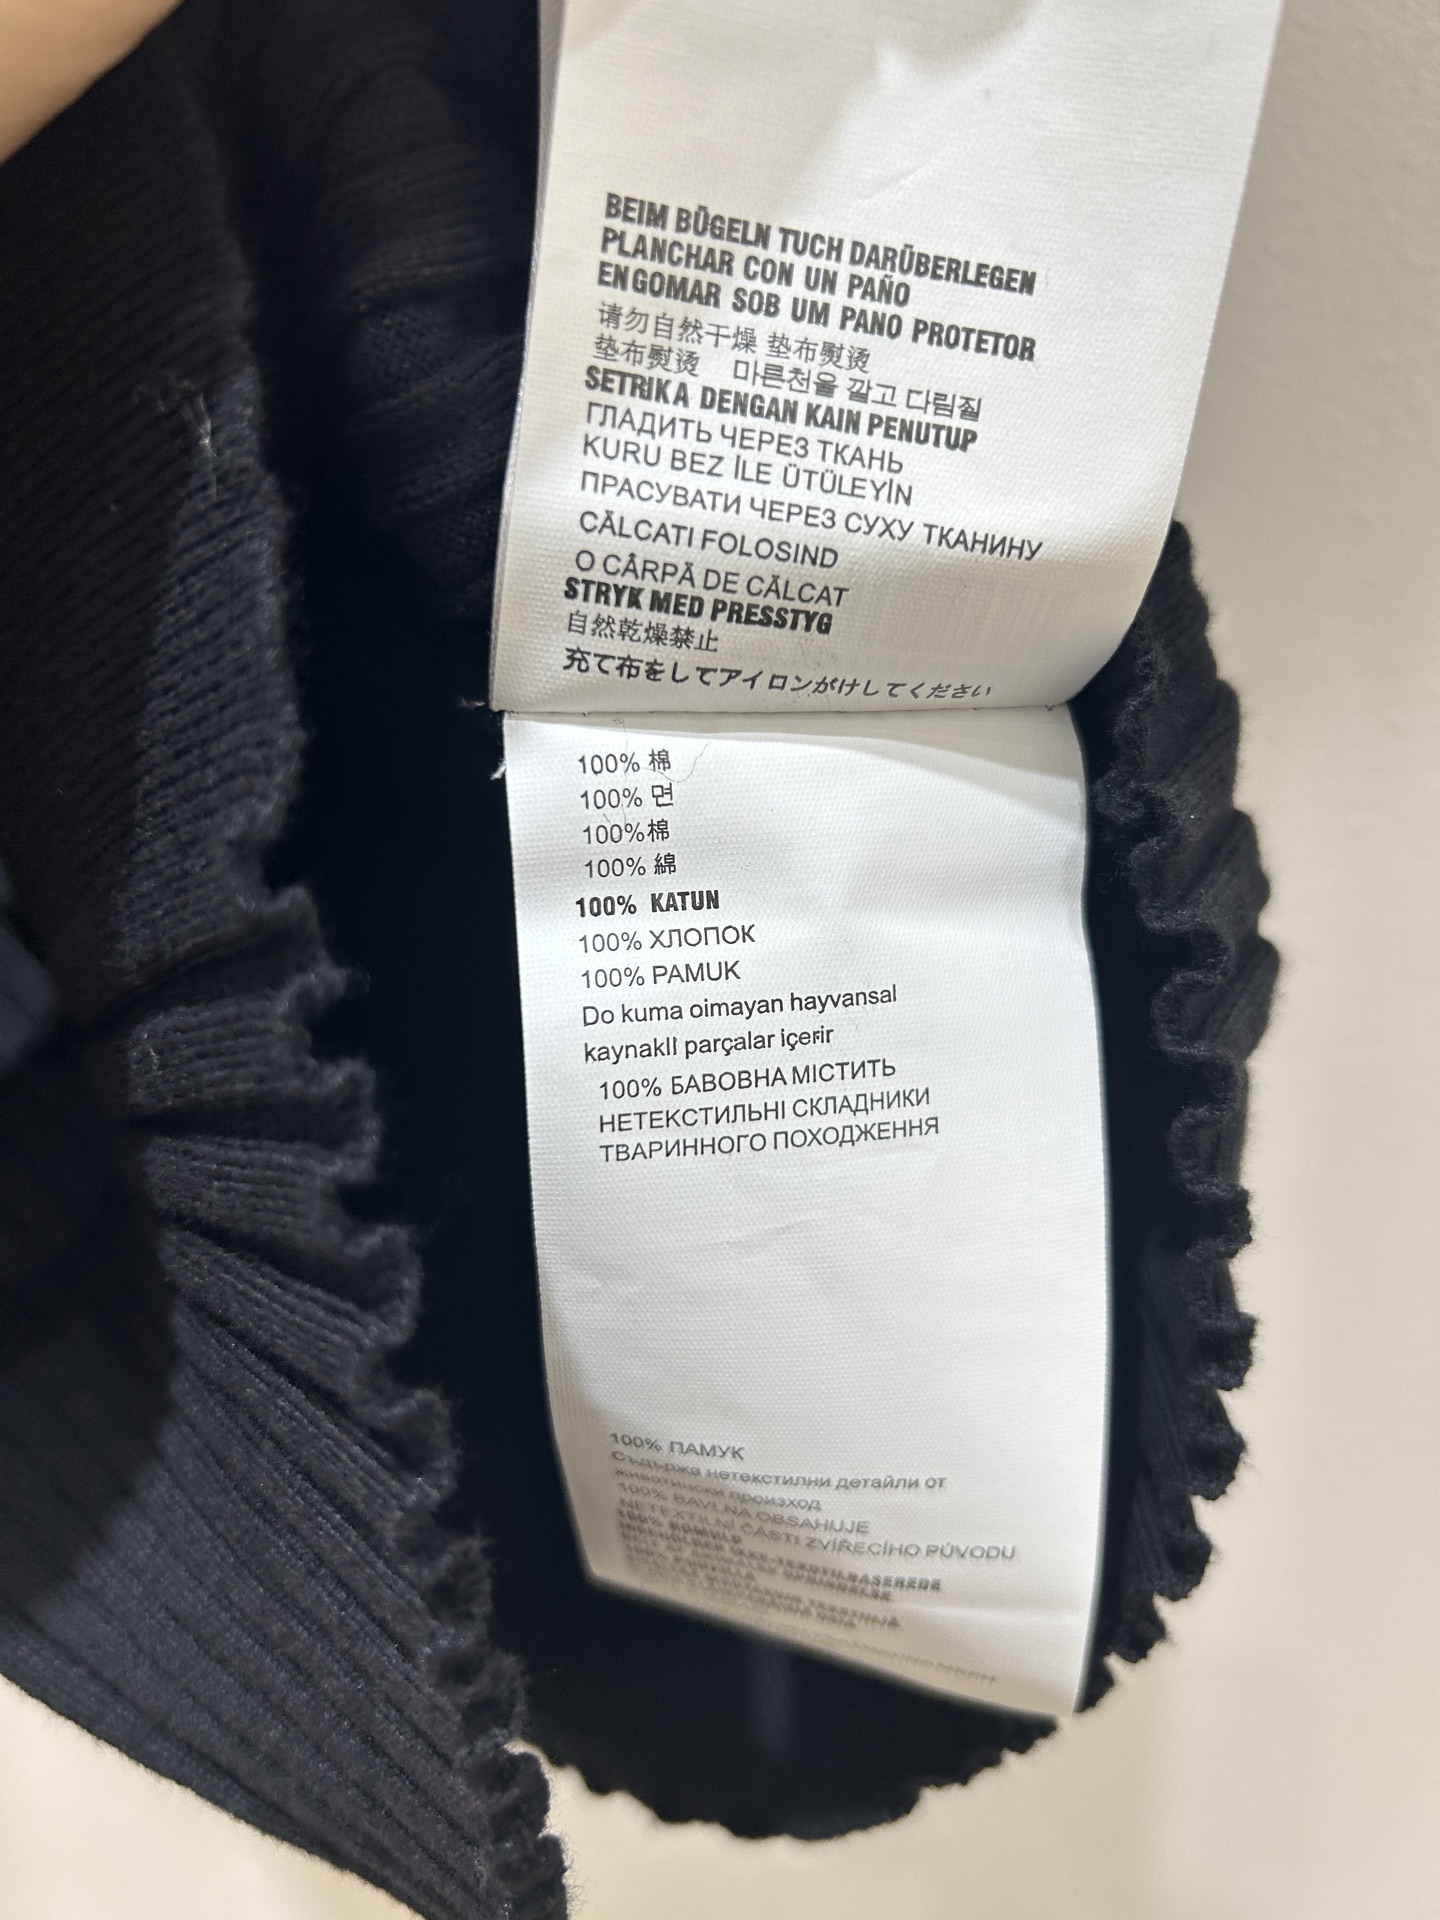 BEIM BÜGELN TUCH DARÜBERLEGEN
PLANCHAR CON UN PAÑO
ENGOMAR SOB UM PANO PROTETOR
请勿自然干燥 垫布熨烫
垫布熨烫 마른천을 깔고 다림질
SETRIKA DENGAN KAIN PENUTUP
ГЛАДИТЬ ЧЕРЕЗ ТКАНЬ
KURU BEZ İLE ÜTÜLEYİN
ПРАСУВАТИ ЧЕРЕЗ СУХУ ТКАНИНУ
CĂLCATI FOLOSIND
O CÂRPĂ DE CĂLCAT
STRYK MED PRESSTYG
自然乾燥禁止
充て布をしてアイロンがけしてください
100% 棉
100% 면
100%棉
100% 綿
100% KATUN
100% ХЛОПОК
100% PAMUK
Do kuma oimayan hayvansal
kaynaklI parçalar içerir
100% БАВОВНА МІСТИТЬ
НЕТЕКСТИЛЬНІ СКЛАДНИКИ
ТВАРИННОГО ПОХОДЖЕННЯ
100% ПАМУК
Съдържа нетекстилни детайли от
животински произход
100% BAVLNA OBSAHUJE
NETEXTILNÍ ČÁSTI ZVÍŘECÍHO PŮVODU
100% BOMULD